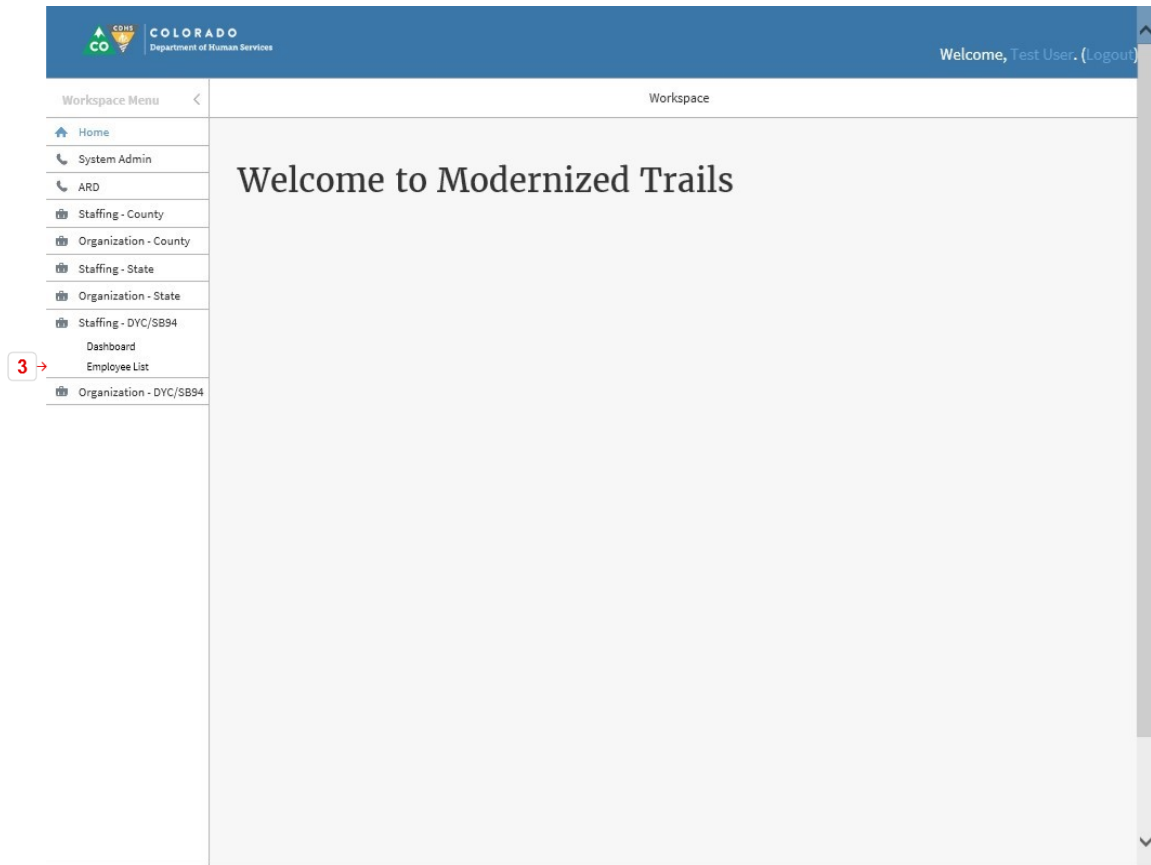 CDHS
CO
COLORADO
Department of Human Services
Welcome, Test User. (Logout)
Workspace Menu
Workspace
Home
System Admin
ARD
Staffing - County
Organization - County
Staffing - State
Organization - State
Staffing - DYC/SB94
Dashboard
3
Employee List
Organization - DYC/SB94
Welcome to Modernized Trails